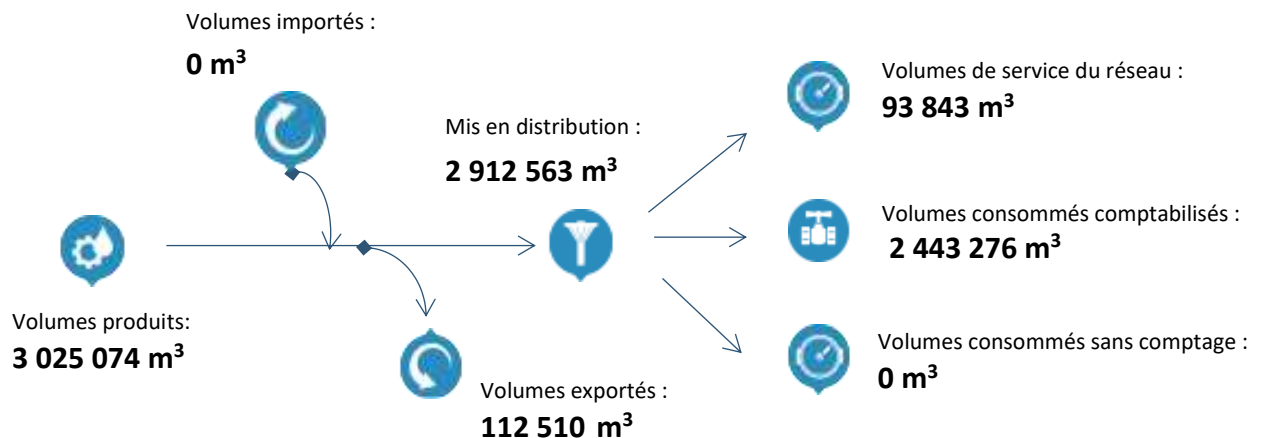 Volumes importés :
0 m³
Mis en distribution :
2 912 563 m³
Volumes produits:
3 025 074 m³
Volumes exportés :
112 510 m³
Volumes de service du réseau :
93 843 m³
Volumes consommés comptabilisés :
2 443 276 m³
Volumes consommés sans comptage :
0 m³